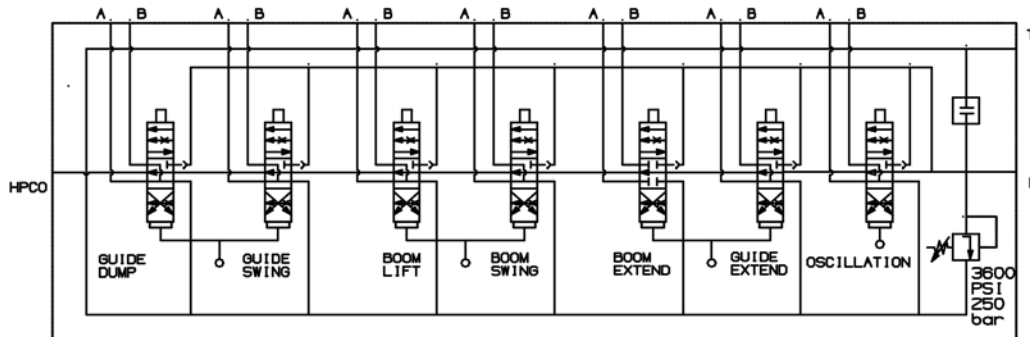 A B A B A B A B A B A B A B
T
HPCO
GUIDE DUMP
GUIDE SWING
BOOM LIFT
BOOM SWING
BOOM EXTEND
GUIDE EXTEND
OSCILLATION
3600
PSI
250
bar